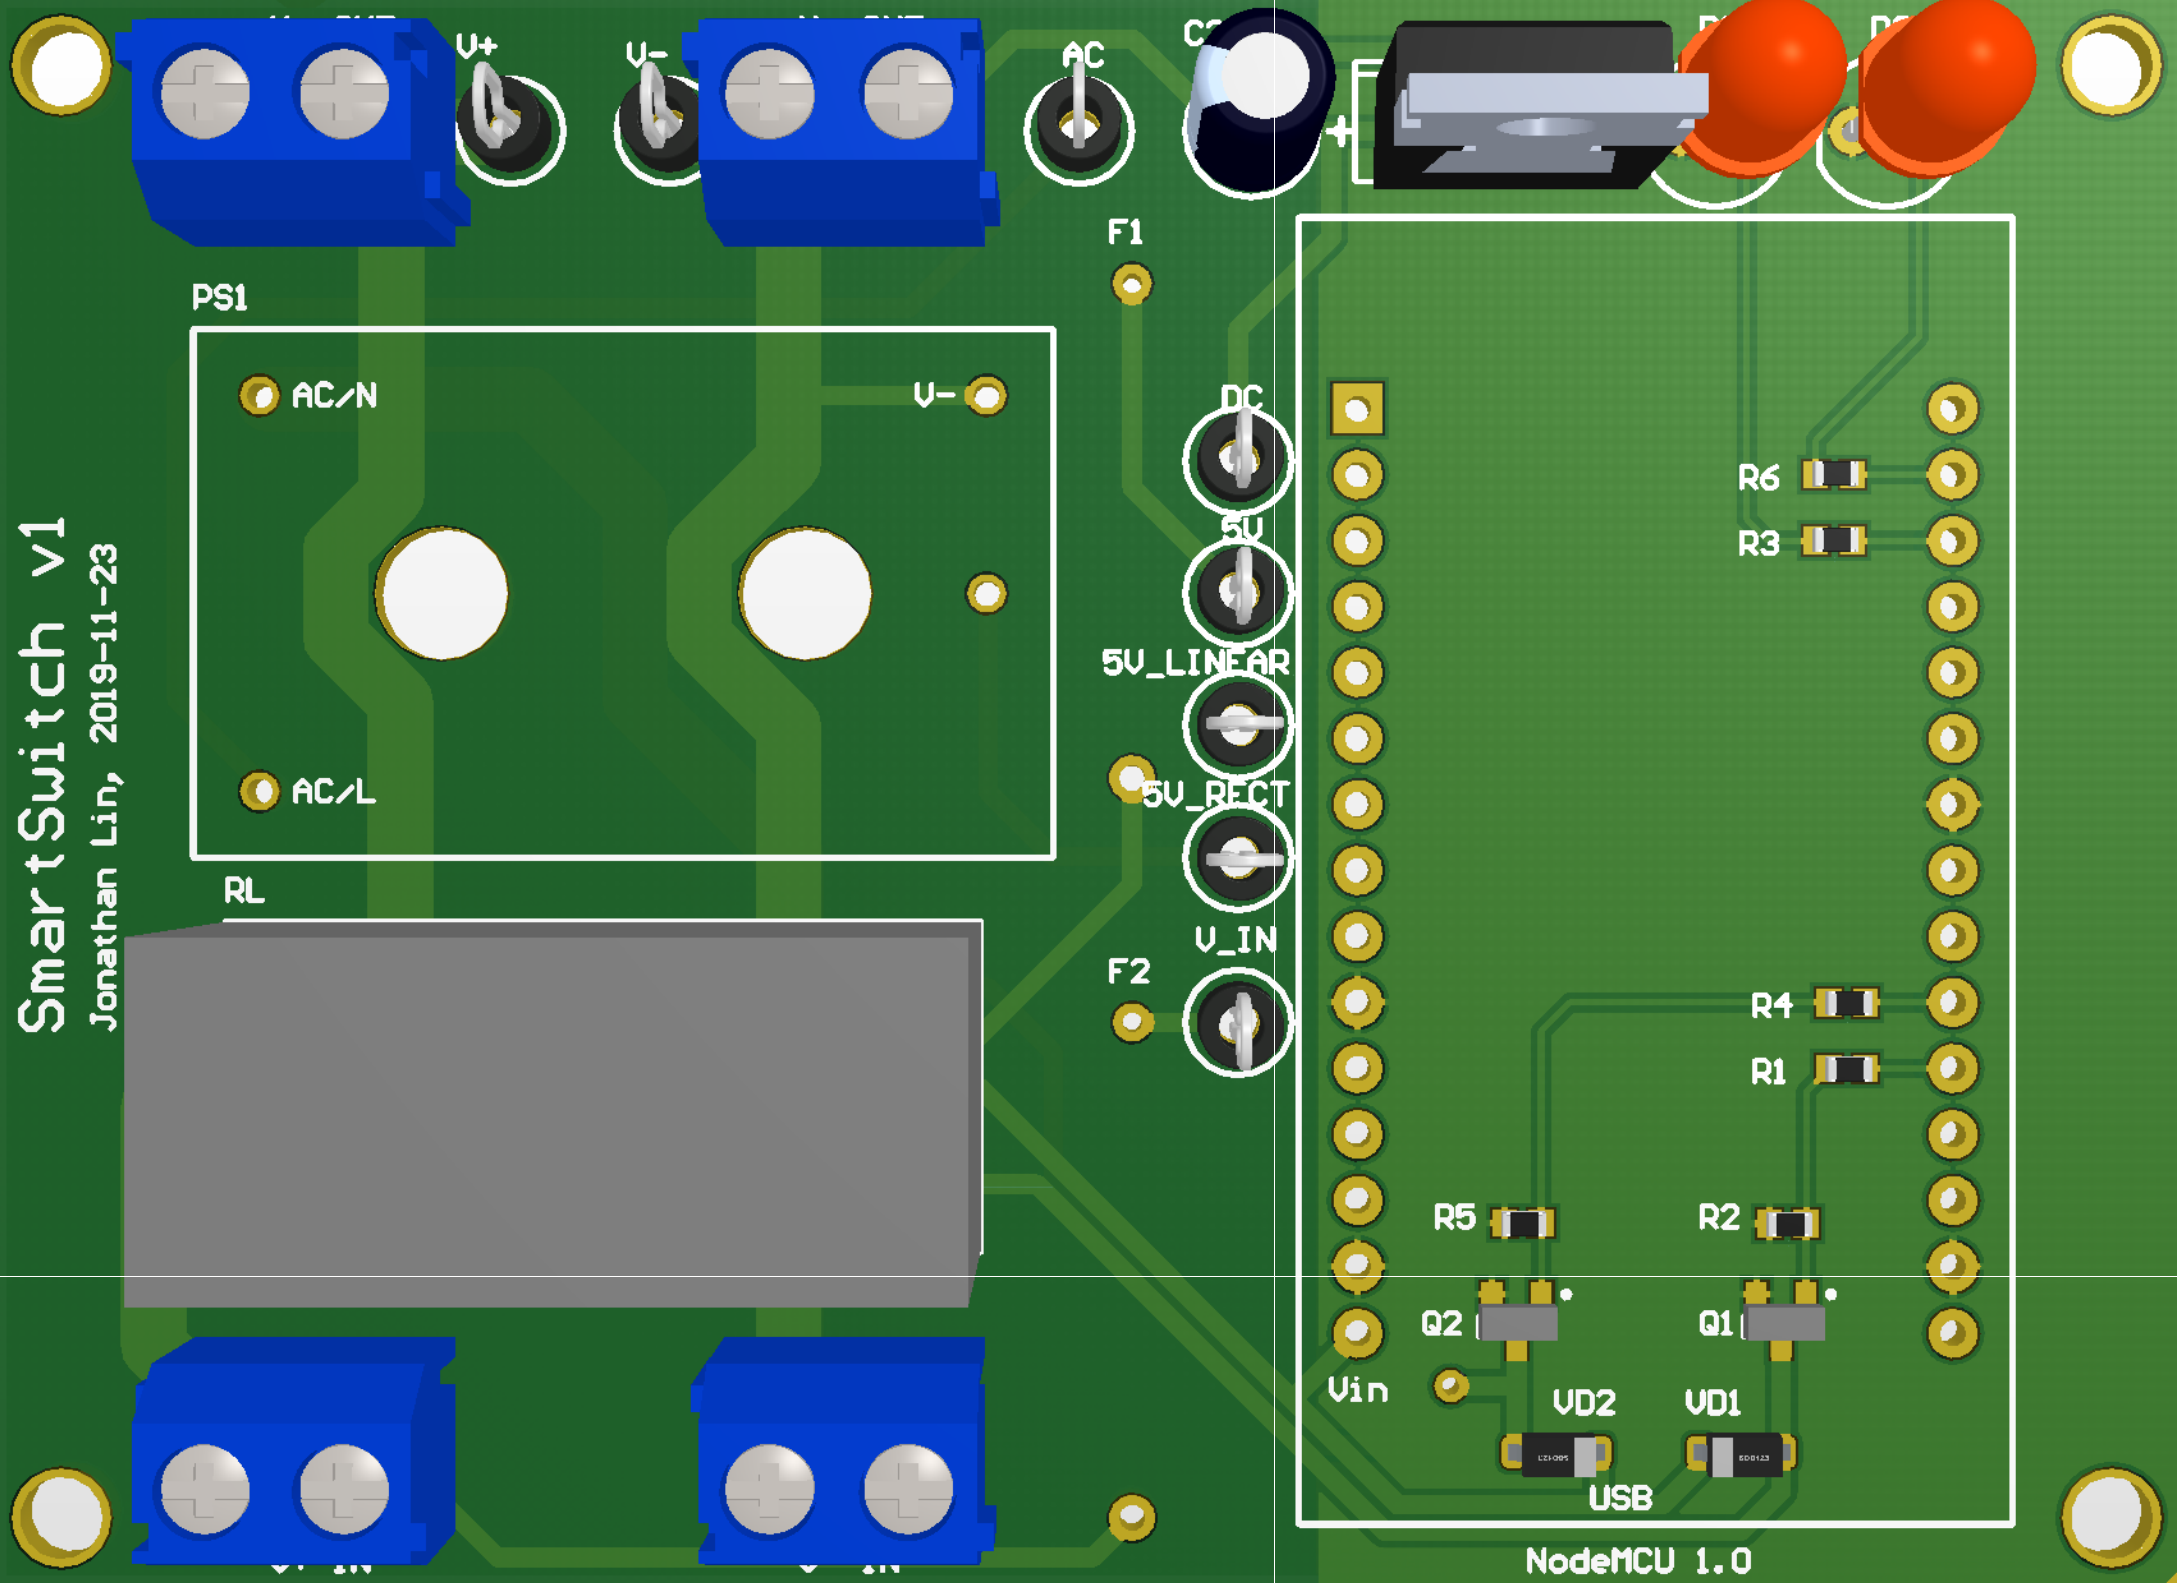 V+
V-
AC
F1
PS1
AC/N
V-
DC
R6
5V
R3
SmartSwitch v1
Jonathan Lin, 2019-11-23
5V_LINEAR
AC/L
5V_RECT
RL
V_IN
F2
R4
R1
R5
R2
Q2
Q1
Vin
VD2
VD1
USB
NodeMCU 1.0